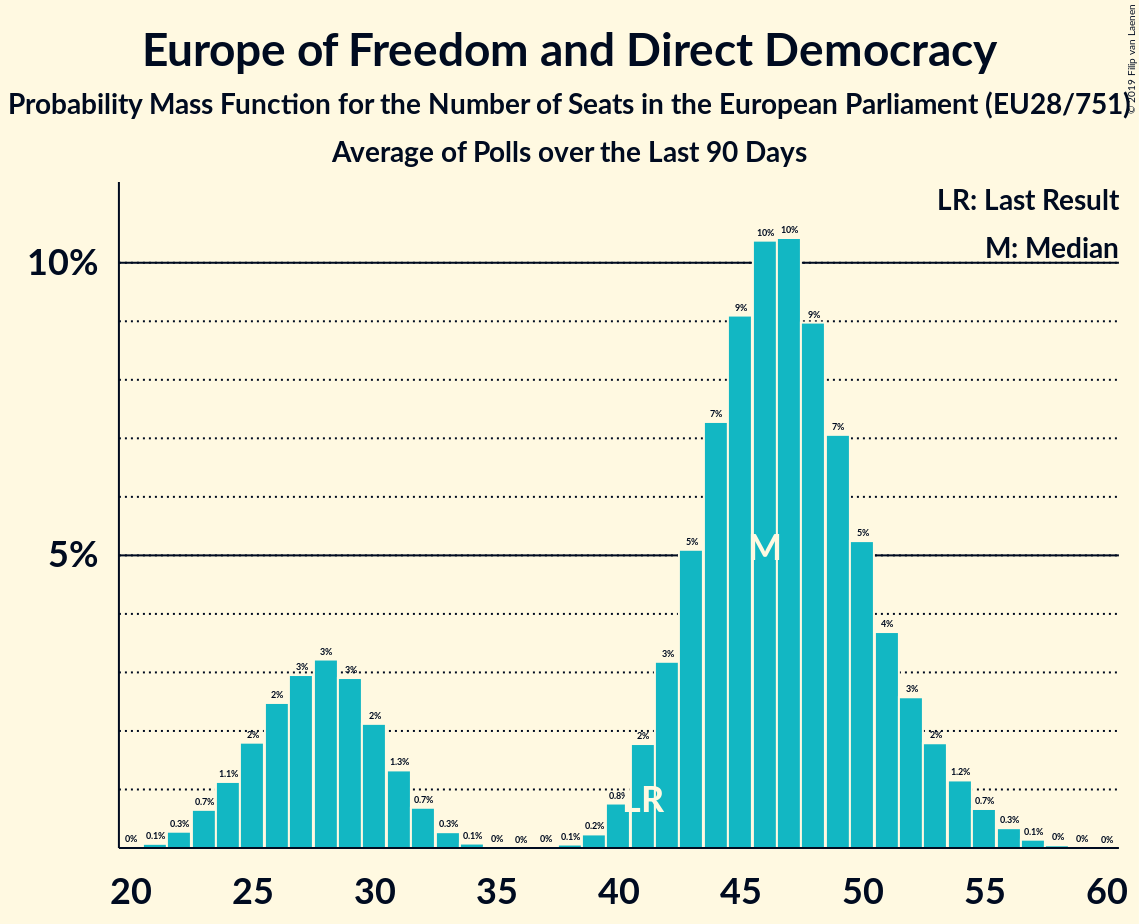 Europe of Freedom and Direct Democracy
Probability Mass Function for the Number of Seats in the European Parliament (EU28/751)
© 2019 Filip van Laenen
Average of Polls over the Last 90 Days
LR: Last Result
M: Median
10%
5%
0% 0.1% 0.3% 0.7% 1.1% 2% 2% 3% 3% 3% 2% 1.3% 0.7% 0.3% 0.1% 0% 0% 0% 0.1% 0.2% 0.8% 2% 3% 5% 7% 9% 10% 10% 9% 7% 5% 4% 3% 2% 1.2% 0.7% 0.3% 0.1% 0% 0% 0%
M
LR
20 25 30 35 40 45 50 55 60